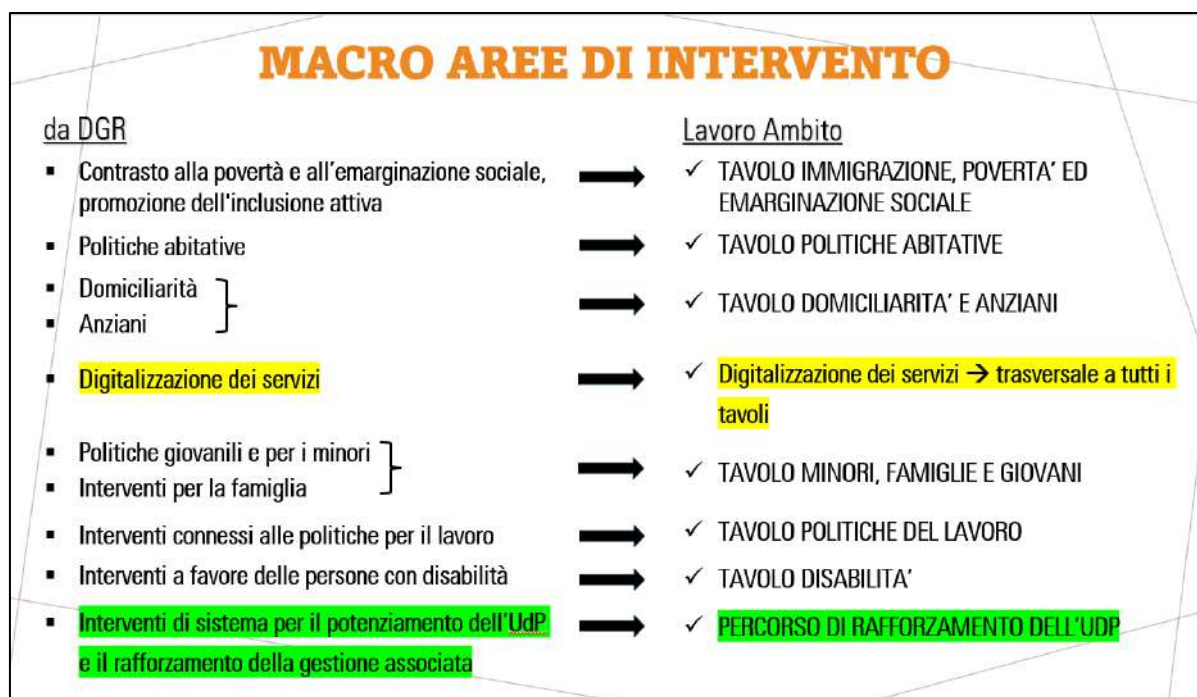 MACRO AREE DI INTERVENTO
da DGR
▪ Contrasto alla povertà e all'emarginazione sociale,
promozione dell'inclusione attiva
▪ Politiche abitative
▪ Domiciliarità
▪ Anziani
▪ Digitalizzazione dei servizi
▪ Politiche giovanili e per i minori
▪ Interventi per la famiglia
▪ Interventi connessi alle politiche per il lavoro
▪ Interventi a favore delle persone con disabilità
▪ Interventi di sistema per il potenziamento dell'UdP
e il rafforzamento della gestione associata
Lavoro Ambito
✓ TAVOLO IMMIGRAZIONE, POVERTA' ED
EMARGINAZIONE SOCIALE
✓ TAVOLO POLITICHE ABITATIVE
✓ TAVOLO DOMICILIARITA' E ANZIANI
✓ Digitalizzazione dei servizi → trasversale a tutti i
tavoli
✓ TAVOLO MINORI, FAMIGLIE E GIOVANI
✓ TAVOLO POLITICHE DEL LAVORO
✓ TAVOLO DISABILITA'
✓ PERCORSO DI RAFFORZAMENTO DELL'UDP